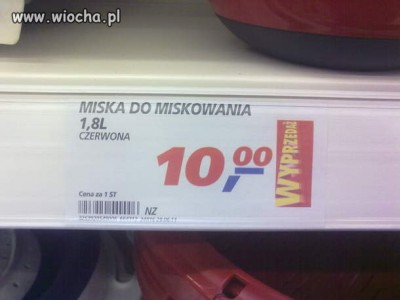 www.wiocha.pl
MISKA DO MISKOWANIA
1,8L
CZERWONA
10,00
WYPRZEDAŻ
Cena za 1 ST
NZ